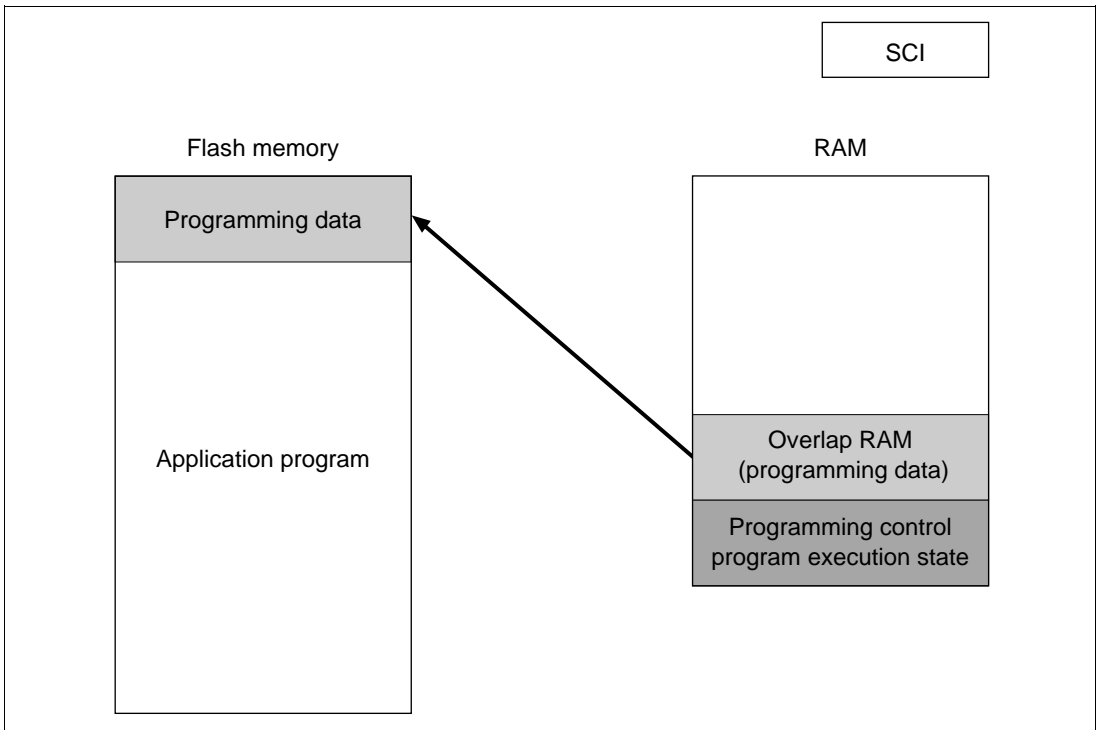 SCI
Flash memory
RAM
Programming data
Application program
Overlap RAM
(programming data)
Programming control
program execution state